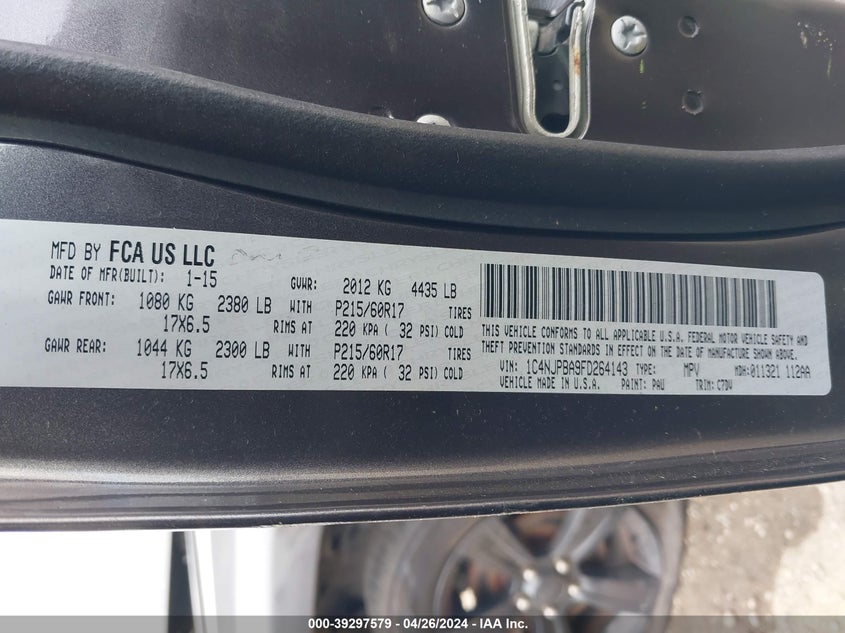 MFD BY FCA US LLC
DATE OF MFR(BUILT): 1-15 GVWR: 2012 KG 4435 LB
GAWR FRONT: 1080 KG 2380 LB WITH P215/60R17 TIRES
17X6.5 RIMS AT 220 KPA ( 32 PSI) COLD
GAWR REAR: 1044 KG 2300 LB WITH P215/60R17 TIRES
17X6.5 RIMS AT 220 KPA ( 32 PSI) COLD
THIS VEHICLE CONFORMS TO ALL APPLICABLE U.S.A. FEDERAL MOTOR VEHICLE SAFETY AND
THEFT PREVENTION STANDARDS IN EFFECT ON THE DATE OF MANUFACTURE SHOWN ABOVE.
VIN: 1C4NJPBA9FD264143 TYPE: MPV MDH:011321 112AA
VEHICLE MADE IN U.S.A. PAINT: PAU TRIM: C7DV
000-39297579 - 04/26/2024 - IAA Inc.